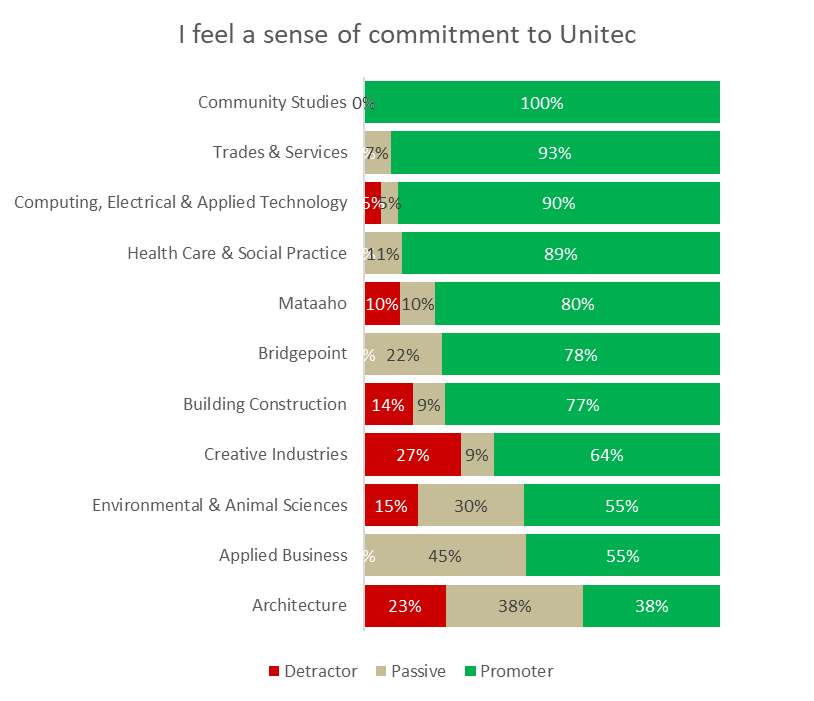 I feel a sense of commitment to Unitec
Community Studies 0% 100%
Trades & Services 7% 93%
Computing, Electrical & Applied Technology 5% 5% 90%
Health Care & Social Practice 11% 89%
Mataaho 10% 10% 80%
Bridgepoint % 22% 78%
Building Construction 14% 9% 77%
Creative Industries 27% 9% 64%
Environmental & Animal Sciences 15% 30% 55%
Applied Business % 45% 55%
Architecture 23% 38% 38%
Detractor Passive Promoter